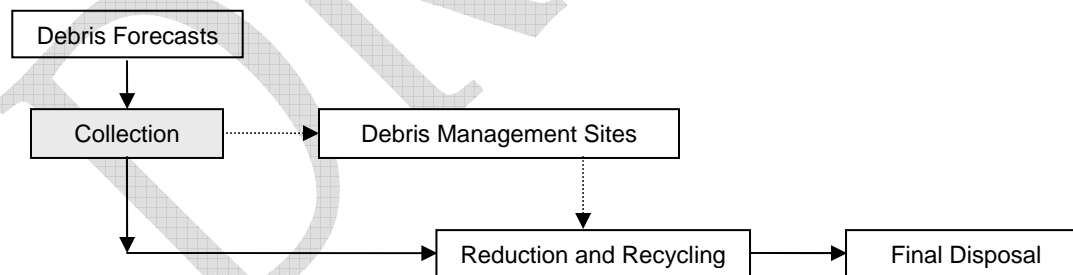 Debris Forecasts
Collection
Debris Management Sites
Reduction and Recycling
Final Disposal